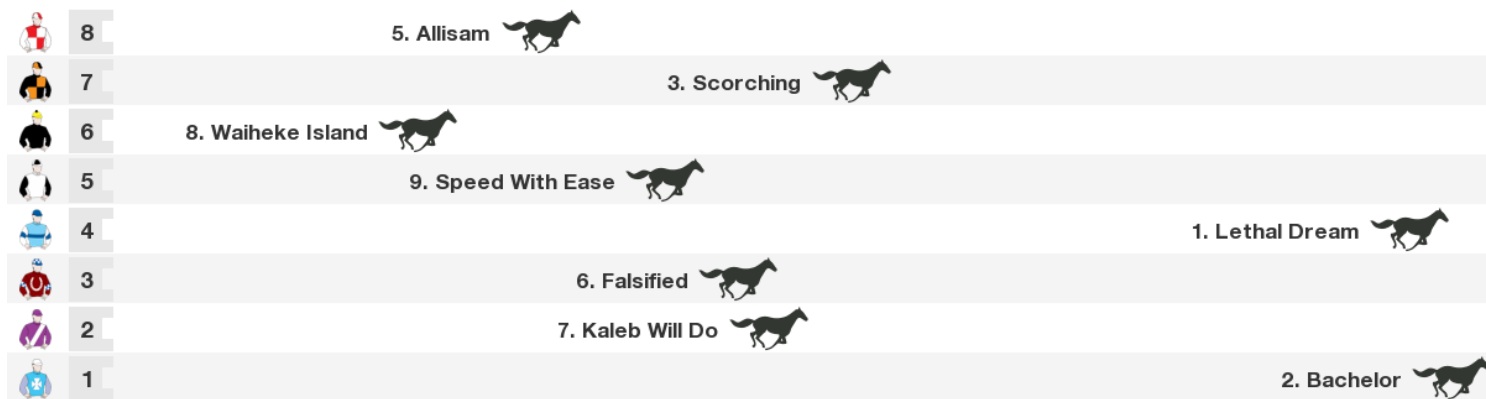 8 5. Allisam
7 3. Scorching
6 8. Waiheke Island
5 9. Speed With Ease
4 1. Lethal Dream
3 6. Falsified
2 7. Kaleb Will Do
1 2. Bachelor